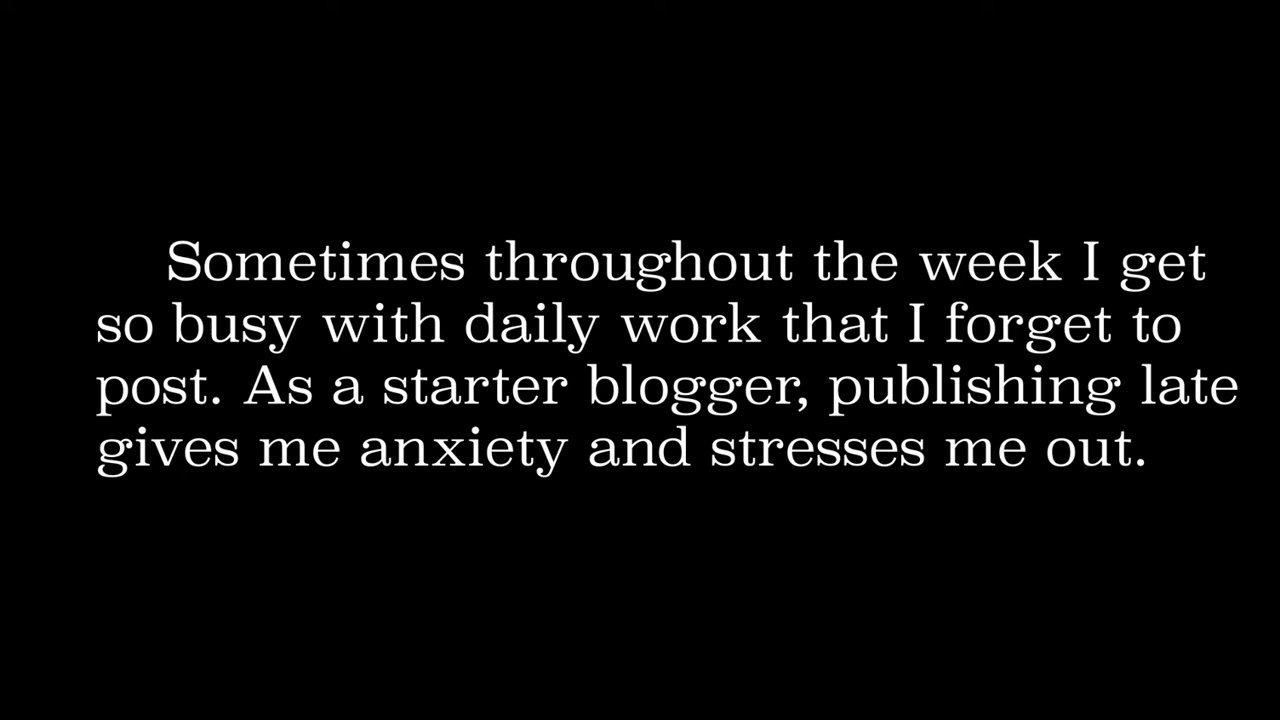 Sometimes throughout the week I get
so busy with daily work that I forget to
post. As a starter blogger, publishing late
gives me anxiety and stresses me out.